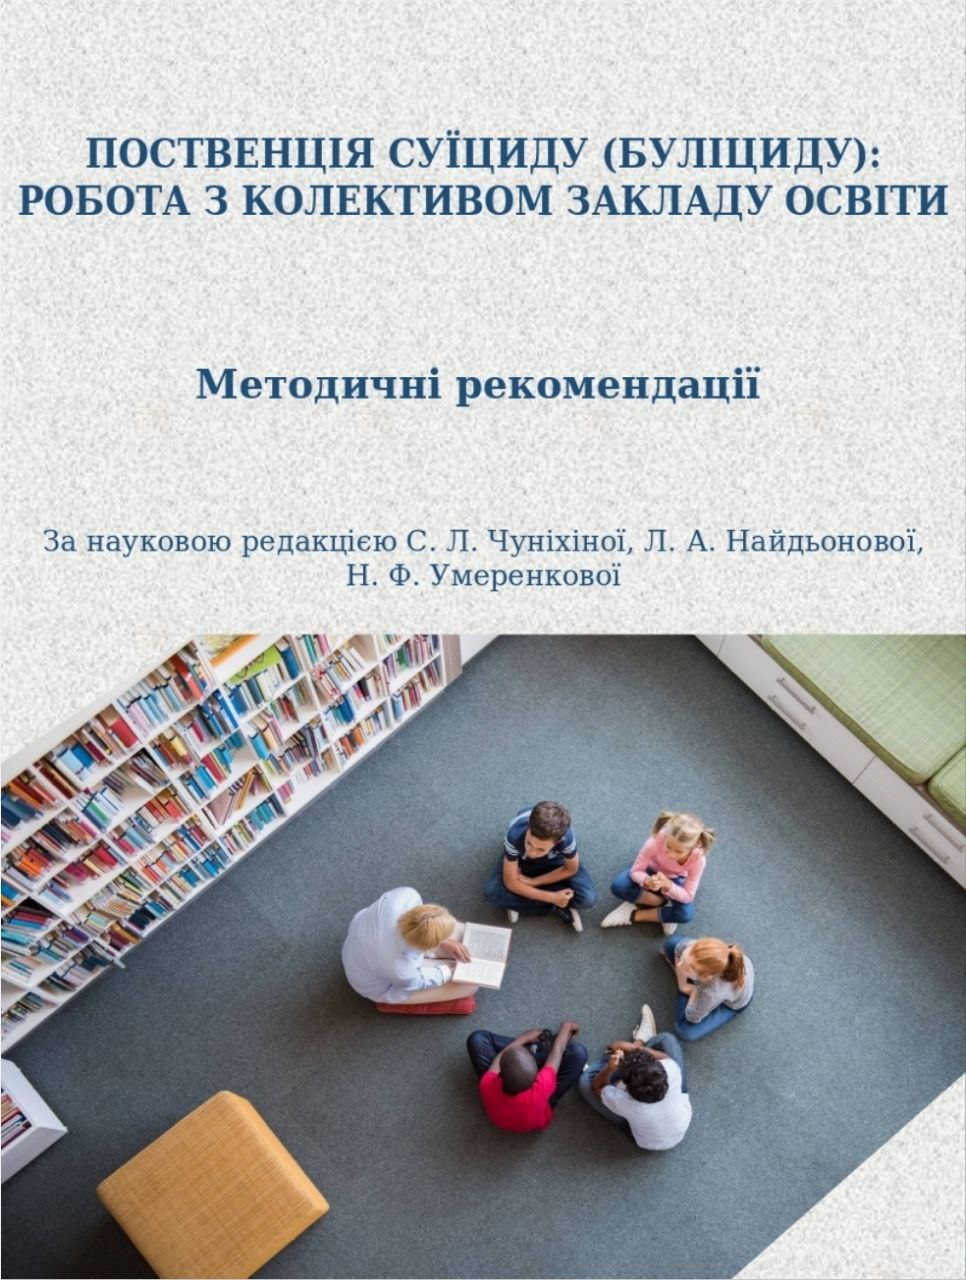 ПОСТВЕНЦІЯ СУЇЦИДУ (БУЛІЦИДУ):
РОБОТА З КОЛЕКТИВОМ ЗАКЛАДУ ОСВІТИ
Методичні рекомендації
За науковою редакцією С. Л. Чуніхіної, Л. А. Найдьонової,
Н. Ф. Умеренкової